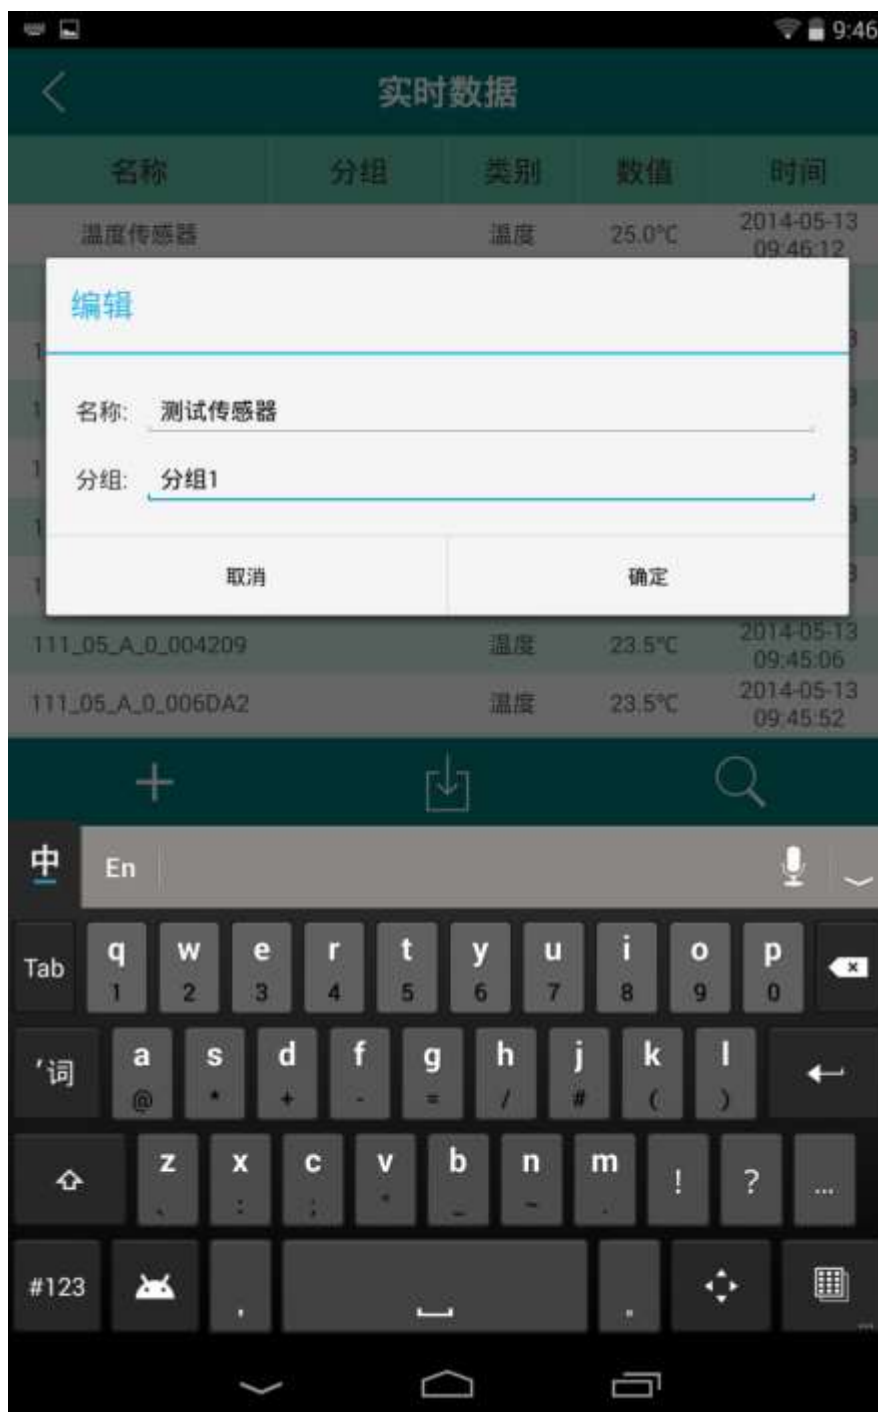 9:46
实时数据
名称 分组 类别 数值 时间
温度传感器 温度 25.0℃ 2014-05-13
09:46:12
编辑
名称: 测试传感器
分组: 分组1
取消 确定
111_05_A_0_004209 温度 23.5℃ 2014-05-13
09:45:06
111_05_A_0_006DA2 温度 23.5℃ 2014-05-13
09:45:52
中 En
Tab q w e r t y u i o p
1 2 3 4 5 6 7 8 9 0
'词 a s d f g h j k l
@ * + - = / # ( )
z x c v b n m ! ? ...
#123 , 。